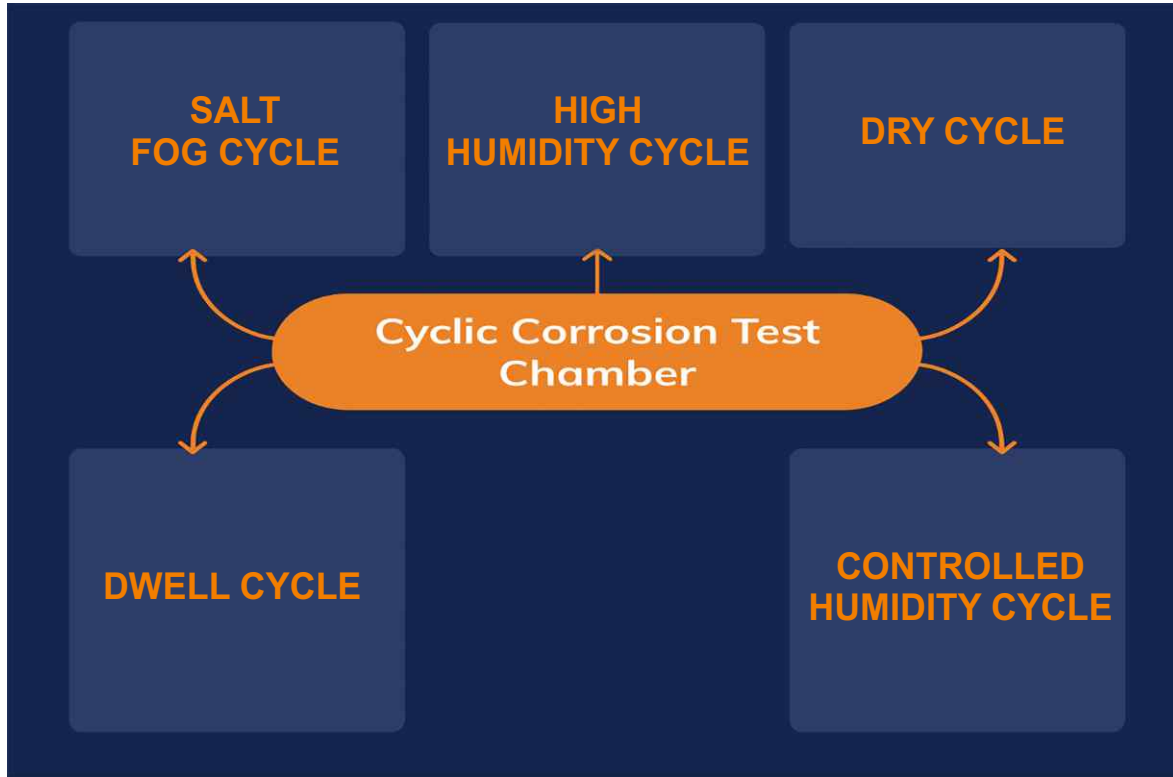 SALT
FOG CYCLE
HIGH
HUMIDITY CYCLE
DRY CYCLE
Cyclic Corrosion Test
Chamber
DWELL CYCLE
CONTROLLED
HUMIDITY CYCLE